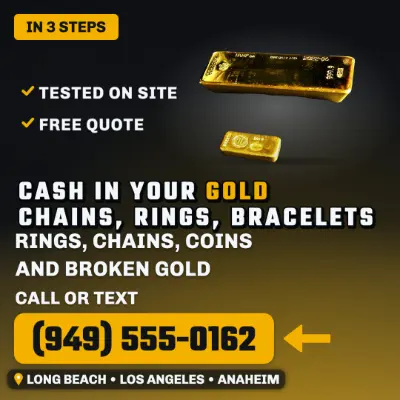 IN 3 STEPS
TESTED ON SITE
FREE QUOTE
CASH IN YOUR GOLD
CHAINS, RINGS, BRACELETS
RINGS, CHAINS, COINS
AND BROKEN GOLD
CALL OR TEXT
(949) 555-0162
LONG BEACH • LOS ANGELES • ANAHEIM